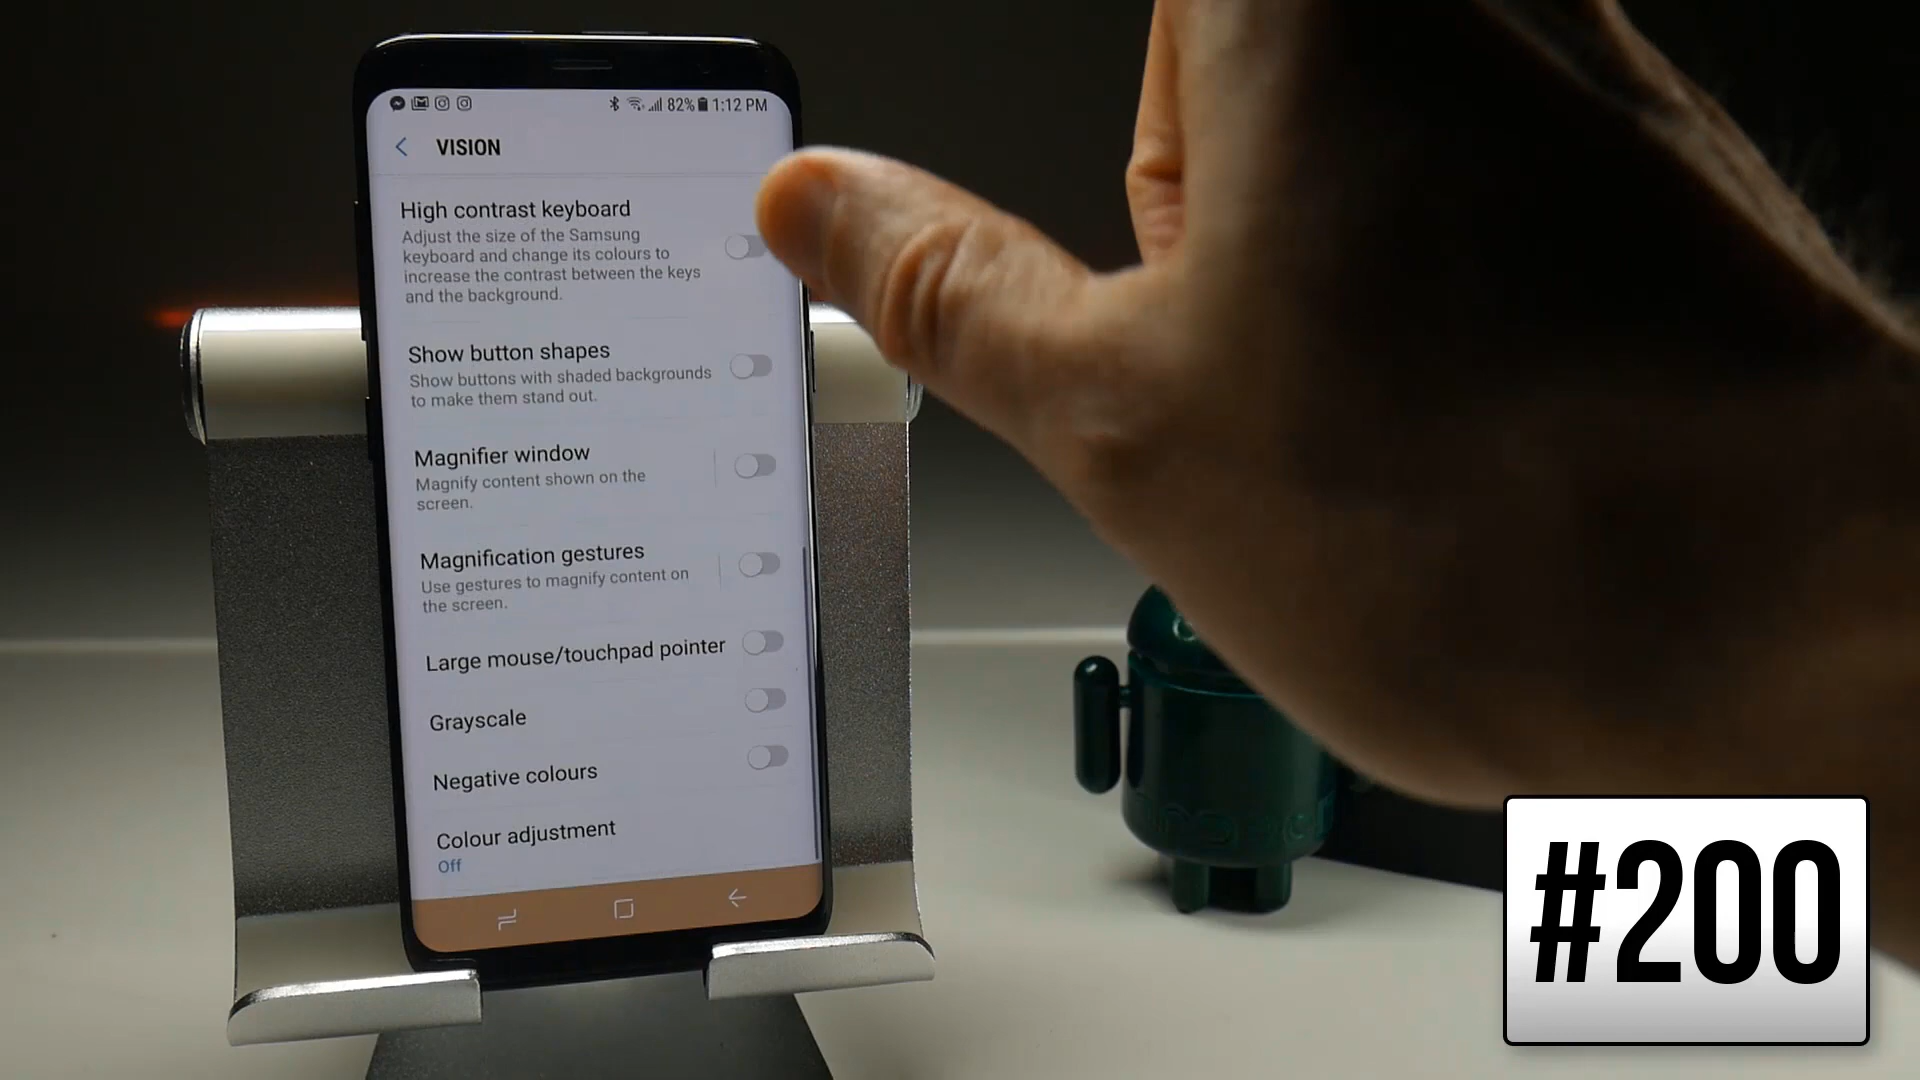 82% 1:12 PM
VISION
High contrast keyboard
Adjust the size of the Samsung
keyboard and change its colours to
increase the contrast between the keys
and the background.
Show button shapes
Show buttons with shaded backgrounds
to make them stand out.
Magnifier window
Magnify content shown on the
screen.
Magnification gestures
Use gestures to magnify content on
the screen.
Large mouse/touchpad pointer
Grayscale
Negative colours
Colour adjustment
Off
#200